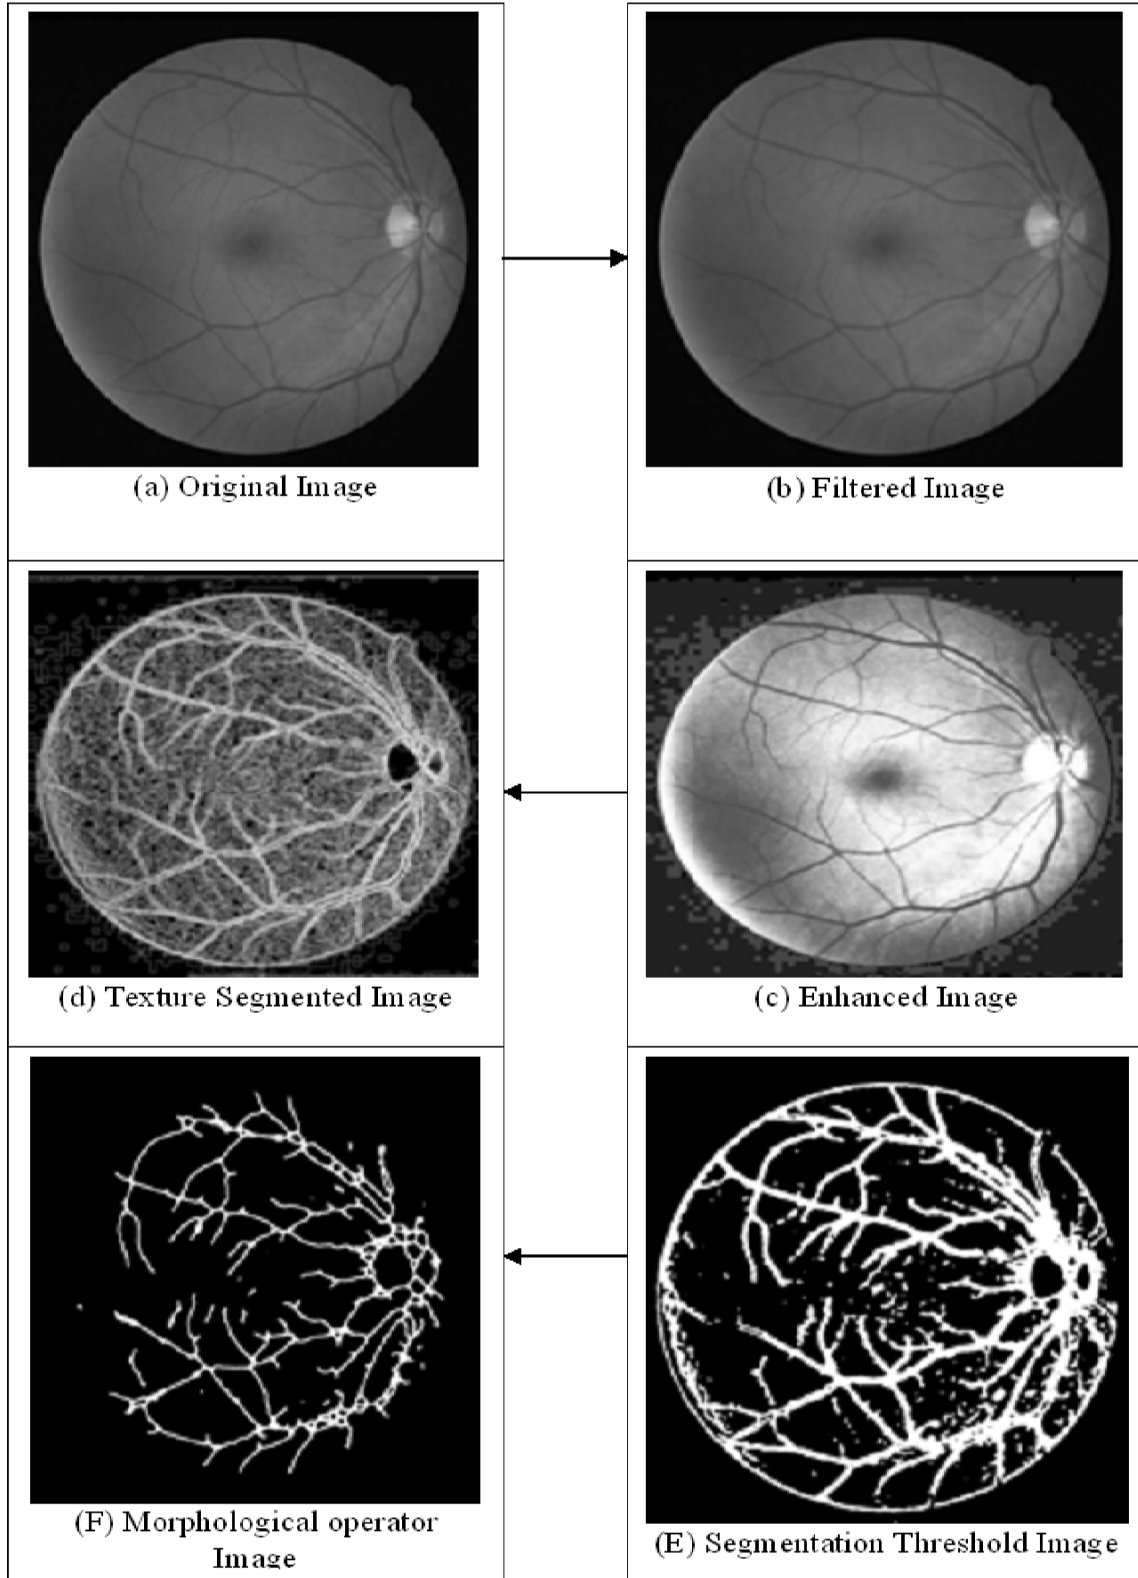 (a) Original Image
(b) Filtered Image
(d) Texture Segmented Image
(c) Enhanced Image
(F) Morphological operator
Image
(E) Segmentation Threshold Image